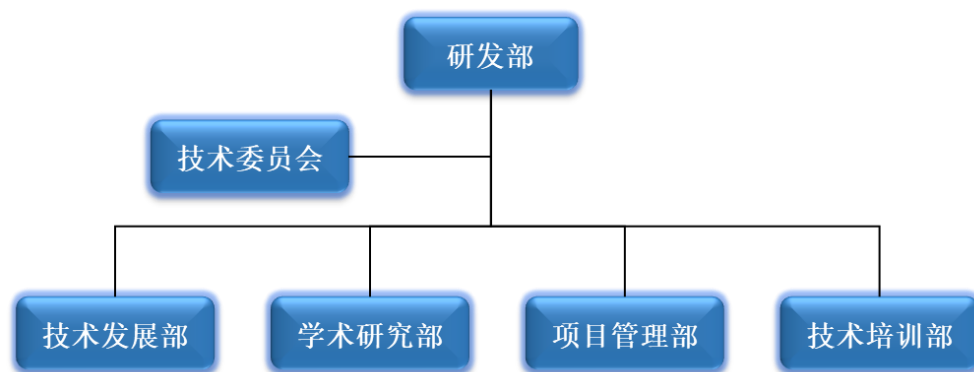 研发部
技术委员会
技术发展部
学术研究部
项目管理部
技术培训部